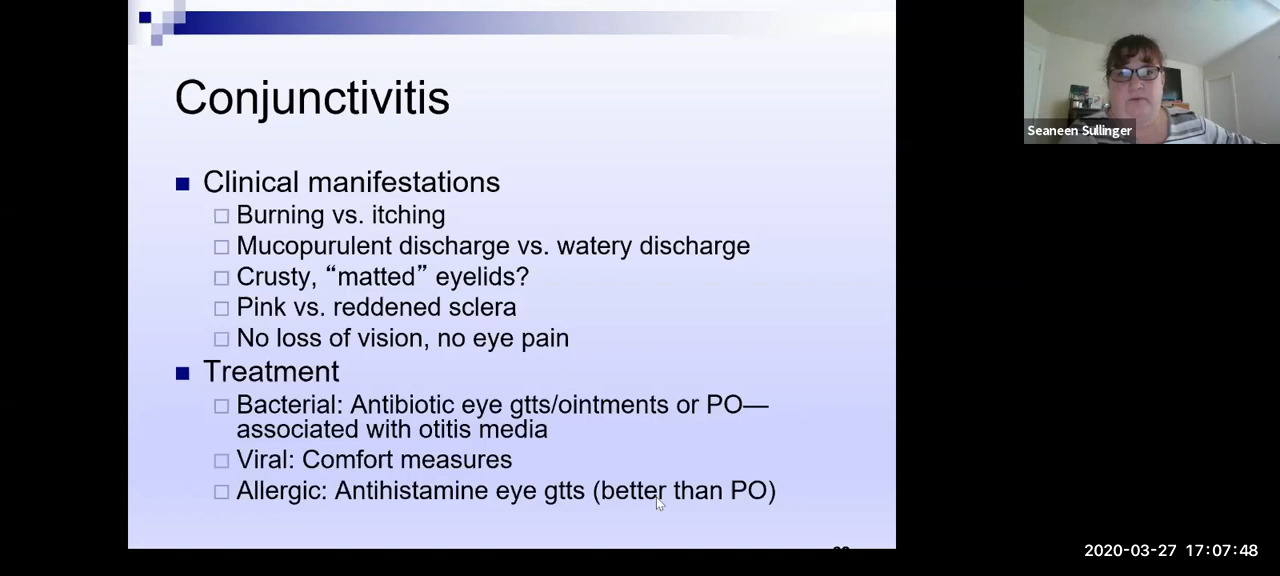 Conjunctivitis
Clinical manifestations
Burning vs. itching
Mucopurulent discharge vs. watery discharge
Crusty, “matted” eyelids?
Pink vs. reddened sclera
No loss of vision, no eye pain
Treatment
Bacterial: Antibiotic eye gtts/ointments or PO—
associated with otitis media
Viral: Comfort measures
Allergic: Antihistamine eye gtts (better than PO)
Seaneen Sullinger
2020-03-27 17:07:48